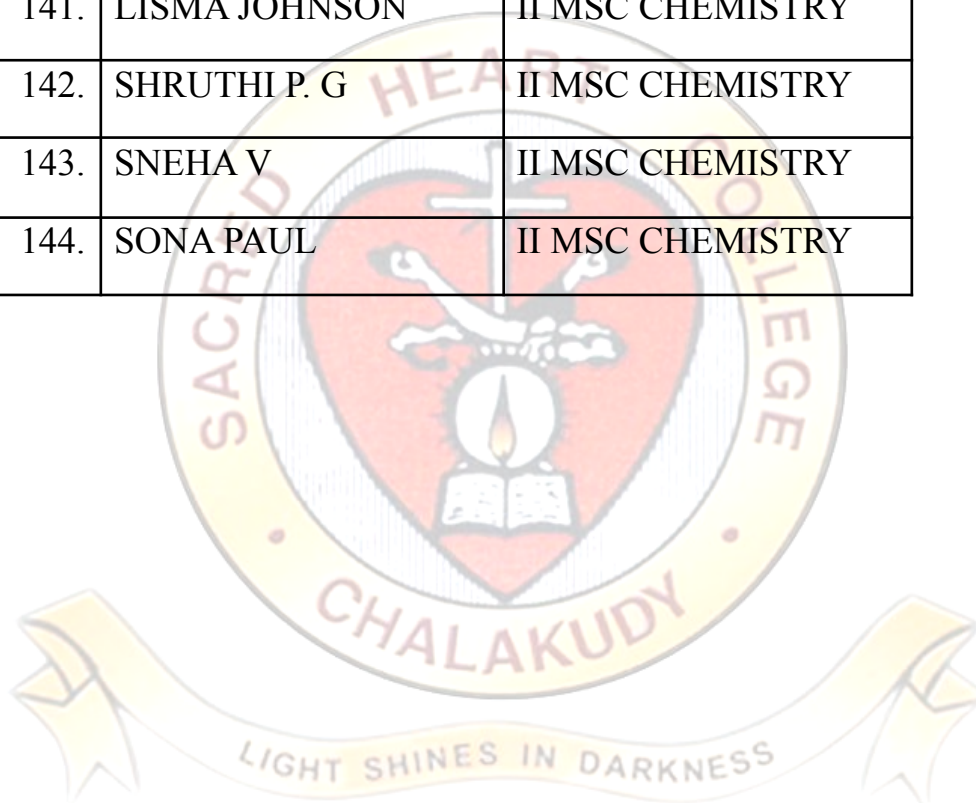 141. LISMA JOHNSON II MSC CHEMISTRY
142. SHRUTHI P. G II MSC CHEMISTRY
143. SNEHA V II MSC CHEMISTRY
144. SONA PAUL II MSC CHEMISTRY
SACRED HEART COLLEGE
CHALAKUDY
LIGHT SHINES IN DARKNESS